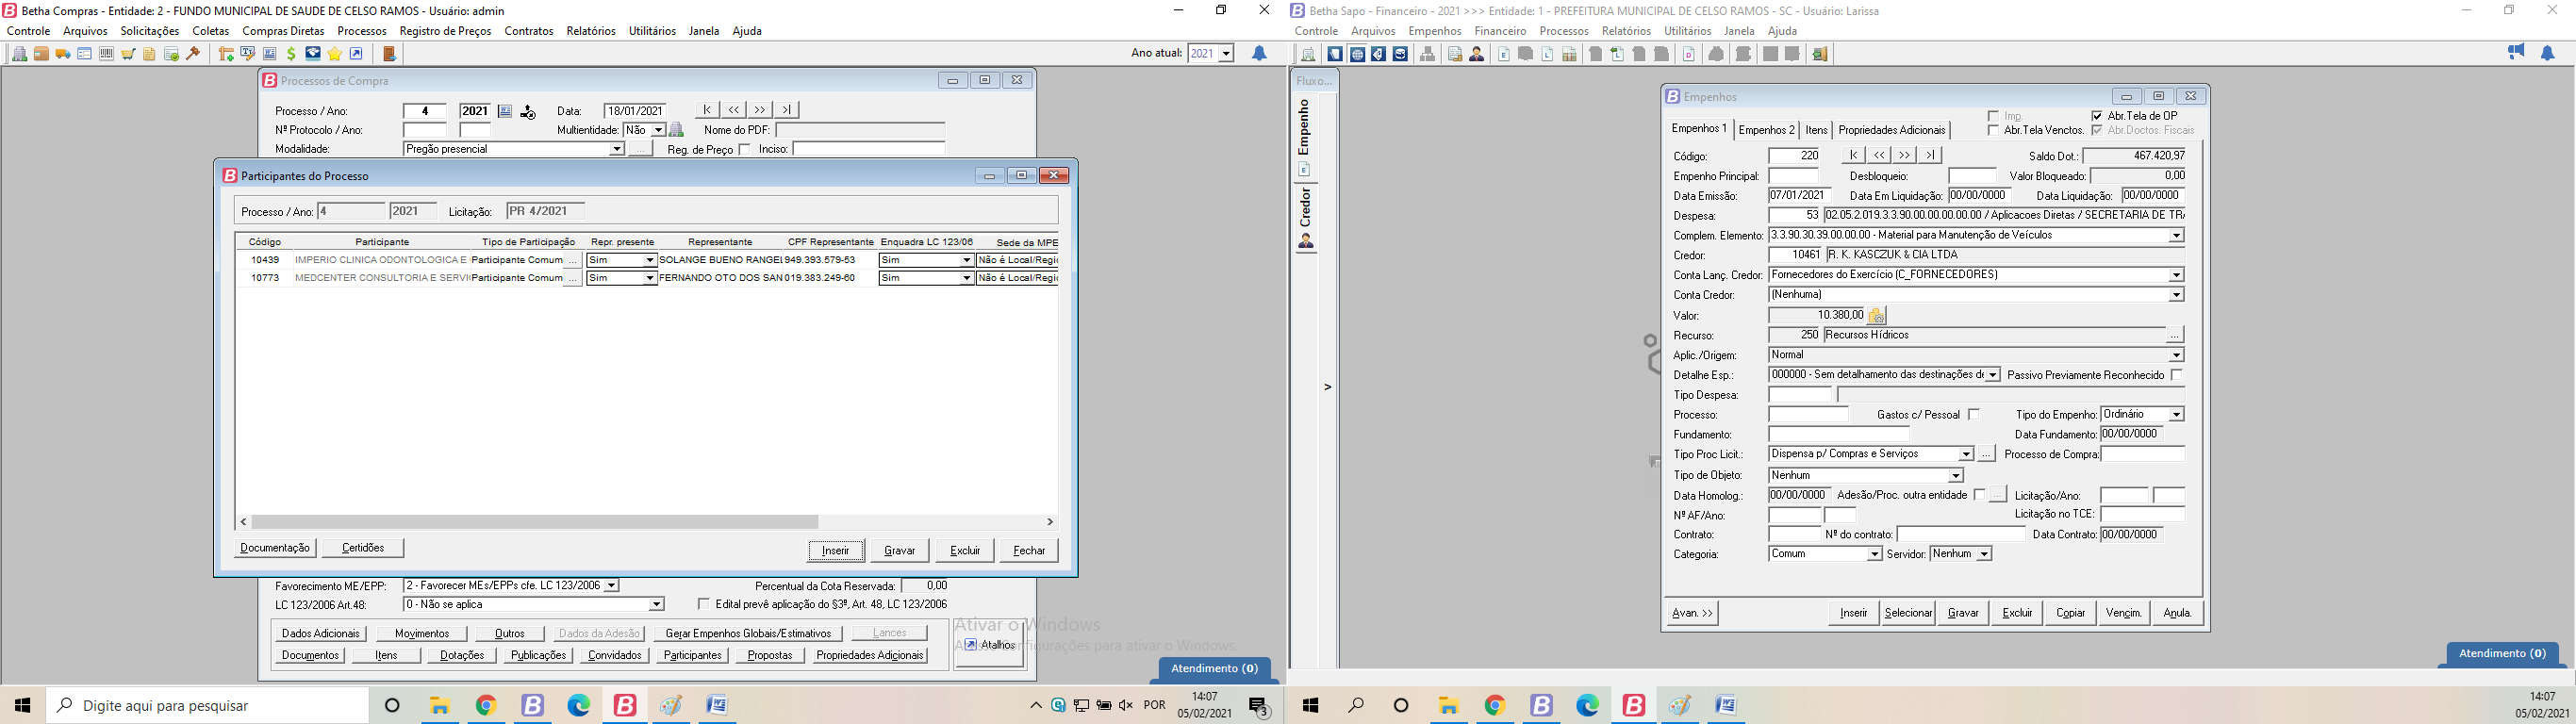 Betha Compras - Entidade: 2 - FUNDO MUNICIPAL DE SAUDE DE CELSO RAMOS - Usuário: admin
Controle Arquivos Solicitações Coletas Compras Diretas Processos Registro de Preços Contratos Relatórios Utilitários Janela Ajuda
Ano atual: 2021
Processos de Compra
Processo / Ano: 4 2021 Data: 18/01/2021
Nº Protocolo / Ano: Multientidade: Não Nome do PDF:
Modalidade: Pregão presencial Reg. de Preço Inciso:
Participantes do Processo
Processo / Ano: 4 2021 Licitação: PR 4/2021
Código Participante Tipo de Participação Repr. presente Representante CPF Representante Enquadra LC 123/06 Sede da MPE
10439 IMPERIO CLINICA ODONTOLOGICA E Participante Comum ... Sim SOLANGE BUENO RANGEL 949.393.579-53 Sim Não é Local/Regio
10773 MEDCENTER CONSULTORIA E SERVI Participante Comum ... Sim FERNANDO OTO DOS SAN 019.383.249-60 Sim Não é Local/Regio
Documentação Certidões Inserir Gravar Excluir Fechar
Favorecimento ME/EPP: 2 - Favorecer MEs/EPPs cfe. LC 123/2006 Percentual da Cota Reservada: 0,00
LC 123/2006 Art.48: 0 - Não se aplica Edital prevê aplicação do §3º, Art. 48, LC 123/2006
Dados Adicionais Movimentos Outros Dados da Adesão Gerar Empenhos Globais/Estimativos Lances
Documentos Itens Dotações Publicações Convidados Participantes Propostas Propriedades Adicionais
Atalhos
Ativar o Windows
Atendimento (0)
Digite aqui para pesquisar
POR
14:07
05/02/2021
3
Betha Sapo - Financeiro - 2021 >>> Entidade: 1 - PREFEITURA MUNICIPAL DE CELSO RAMOS - SC - Usuário: Larissa
Controle Arquivos Empenhos Financeiro Processos Relatórios Utilitários Janela Ajuda
Fluxo...
Empenho
Credor
>
Empenhos
Imp. Abr.Tela de OP
Abr.Tela Venctos. Abr.Doctos. Fiscais
Empenhos 1 Empenhos 2 Itens Propriedades Adicionais
Código: 220 Saldo Dot.: 467.420,97
Empenho Principal: Desbloqueio: Valor Bloqueado: 0,00
Data Emissão: 07/01/2021 Data Em Liquidação: 00/00/0000 Data Liquidação: 00/00/0000
Despesa: 53 02.05.2.019.3.3.90.00.00.00.00.00 / Aplicacoes Diretas / SECRETARIA DE TRA
Complem. Elemento: 3.3.90.30.39.00.00.00 - Material para Manutenção de Veículos
Credor: 10461 R. K. KASCZUK & CIA LTDA
Conta Lanç. Credor: Fornecedores do Exercício (C_FORNECEDORES)
Conta Credor: (Nenhuma)
Valor: 10.380,00
Recurso: 250 Recursos Hídricos ...
Aplic./Origem: Normal
Detalhe Esp.: 000000 - Sem detalhamento das destinações de Passivo Previamente Reconhecido
Tipo Despesa:
Processo: Gastos c/ Pessoal Tipo do Empenho: Ordinário
Fundamento: Data Fundamento: 00/00/0000
Tipo Proc Licit.: Dispensa p/ Compras e Serviços ... Processo de Compra:
Tipo de Objeto: Nenhum
Data Homolog.: 00/00/0000 Adesão/Proc. outra entidade ... Licitação/Ano:
Nº AF/Ano: Licitação no TCE:
Contrato: Nº do contrato: Data Contrato: 00/00/0000
Categoria: Comum Servidor: Nenhum
Avan. >> Inserir Selecionar Gravar Excluir Copiar Vencim. Anula.
Atendimento (0)
14:07
05/02/2021